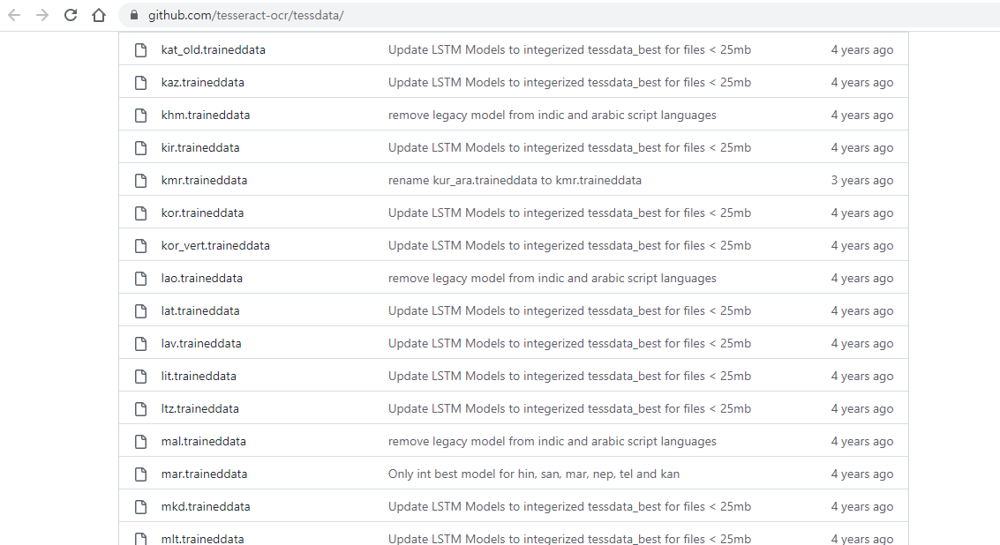 github.com/tesseract-ocr/tessdata/
kat_old.traineddata Update LSTM Models to integerized tessdata_best for files < 25mb 4 years ago
kaz.traineddata Update LSTM Models to integerized tessdata_best for files < 25mb 4 years ago
khm.traineddata remove legacy model from indic and arabic script languages 4 years ago
kir.traineddata Update LSTM Models to integerized tessdata_best for files < 25mb 4 years ago
kmr.traineddata rename kur_ara.traineddata to kmr.traineddata 3 years ago
kor.traineddata Update LSTM Models to integerized tessdata_best for files < 25mb 4 years ago
kor_vert.traineddata Update LSTM Models to integerized tessdata_best for files < 25mb 4 years ago
lao.traineddata remove legacy model from indic and arabic script languages 4 years ago
lat.traineddata Update LSTM Models to integerized tessdata_best for files < 25mb 4 years ago
lav.traineddata Update LSTM Models to integerized tessdata_best for files < 25mb 4 years ago
lit.traineddata Update LSTM Models to integerized tessdata_best for files < 25mb 4 years ago
ltz.traineddata Update LSTM Models to integerized tessdata_best for files < 25mb 4 years ago
mal.traineddata remove legacy model from indic and arabic script languages 4 years ago
mar.traineddata Only int best model for hin, san, mar, nep, tel and kan 4 years ago
mkd.traineddata Update LSTM Models to integerized tessdata_best for files < 25mb 4 years ago
mlt.traineddata Update LSTM Models to integerized tessdata_best for files < 25mb 4 years ago